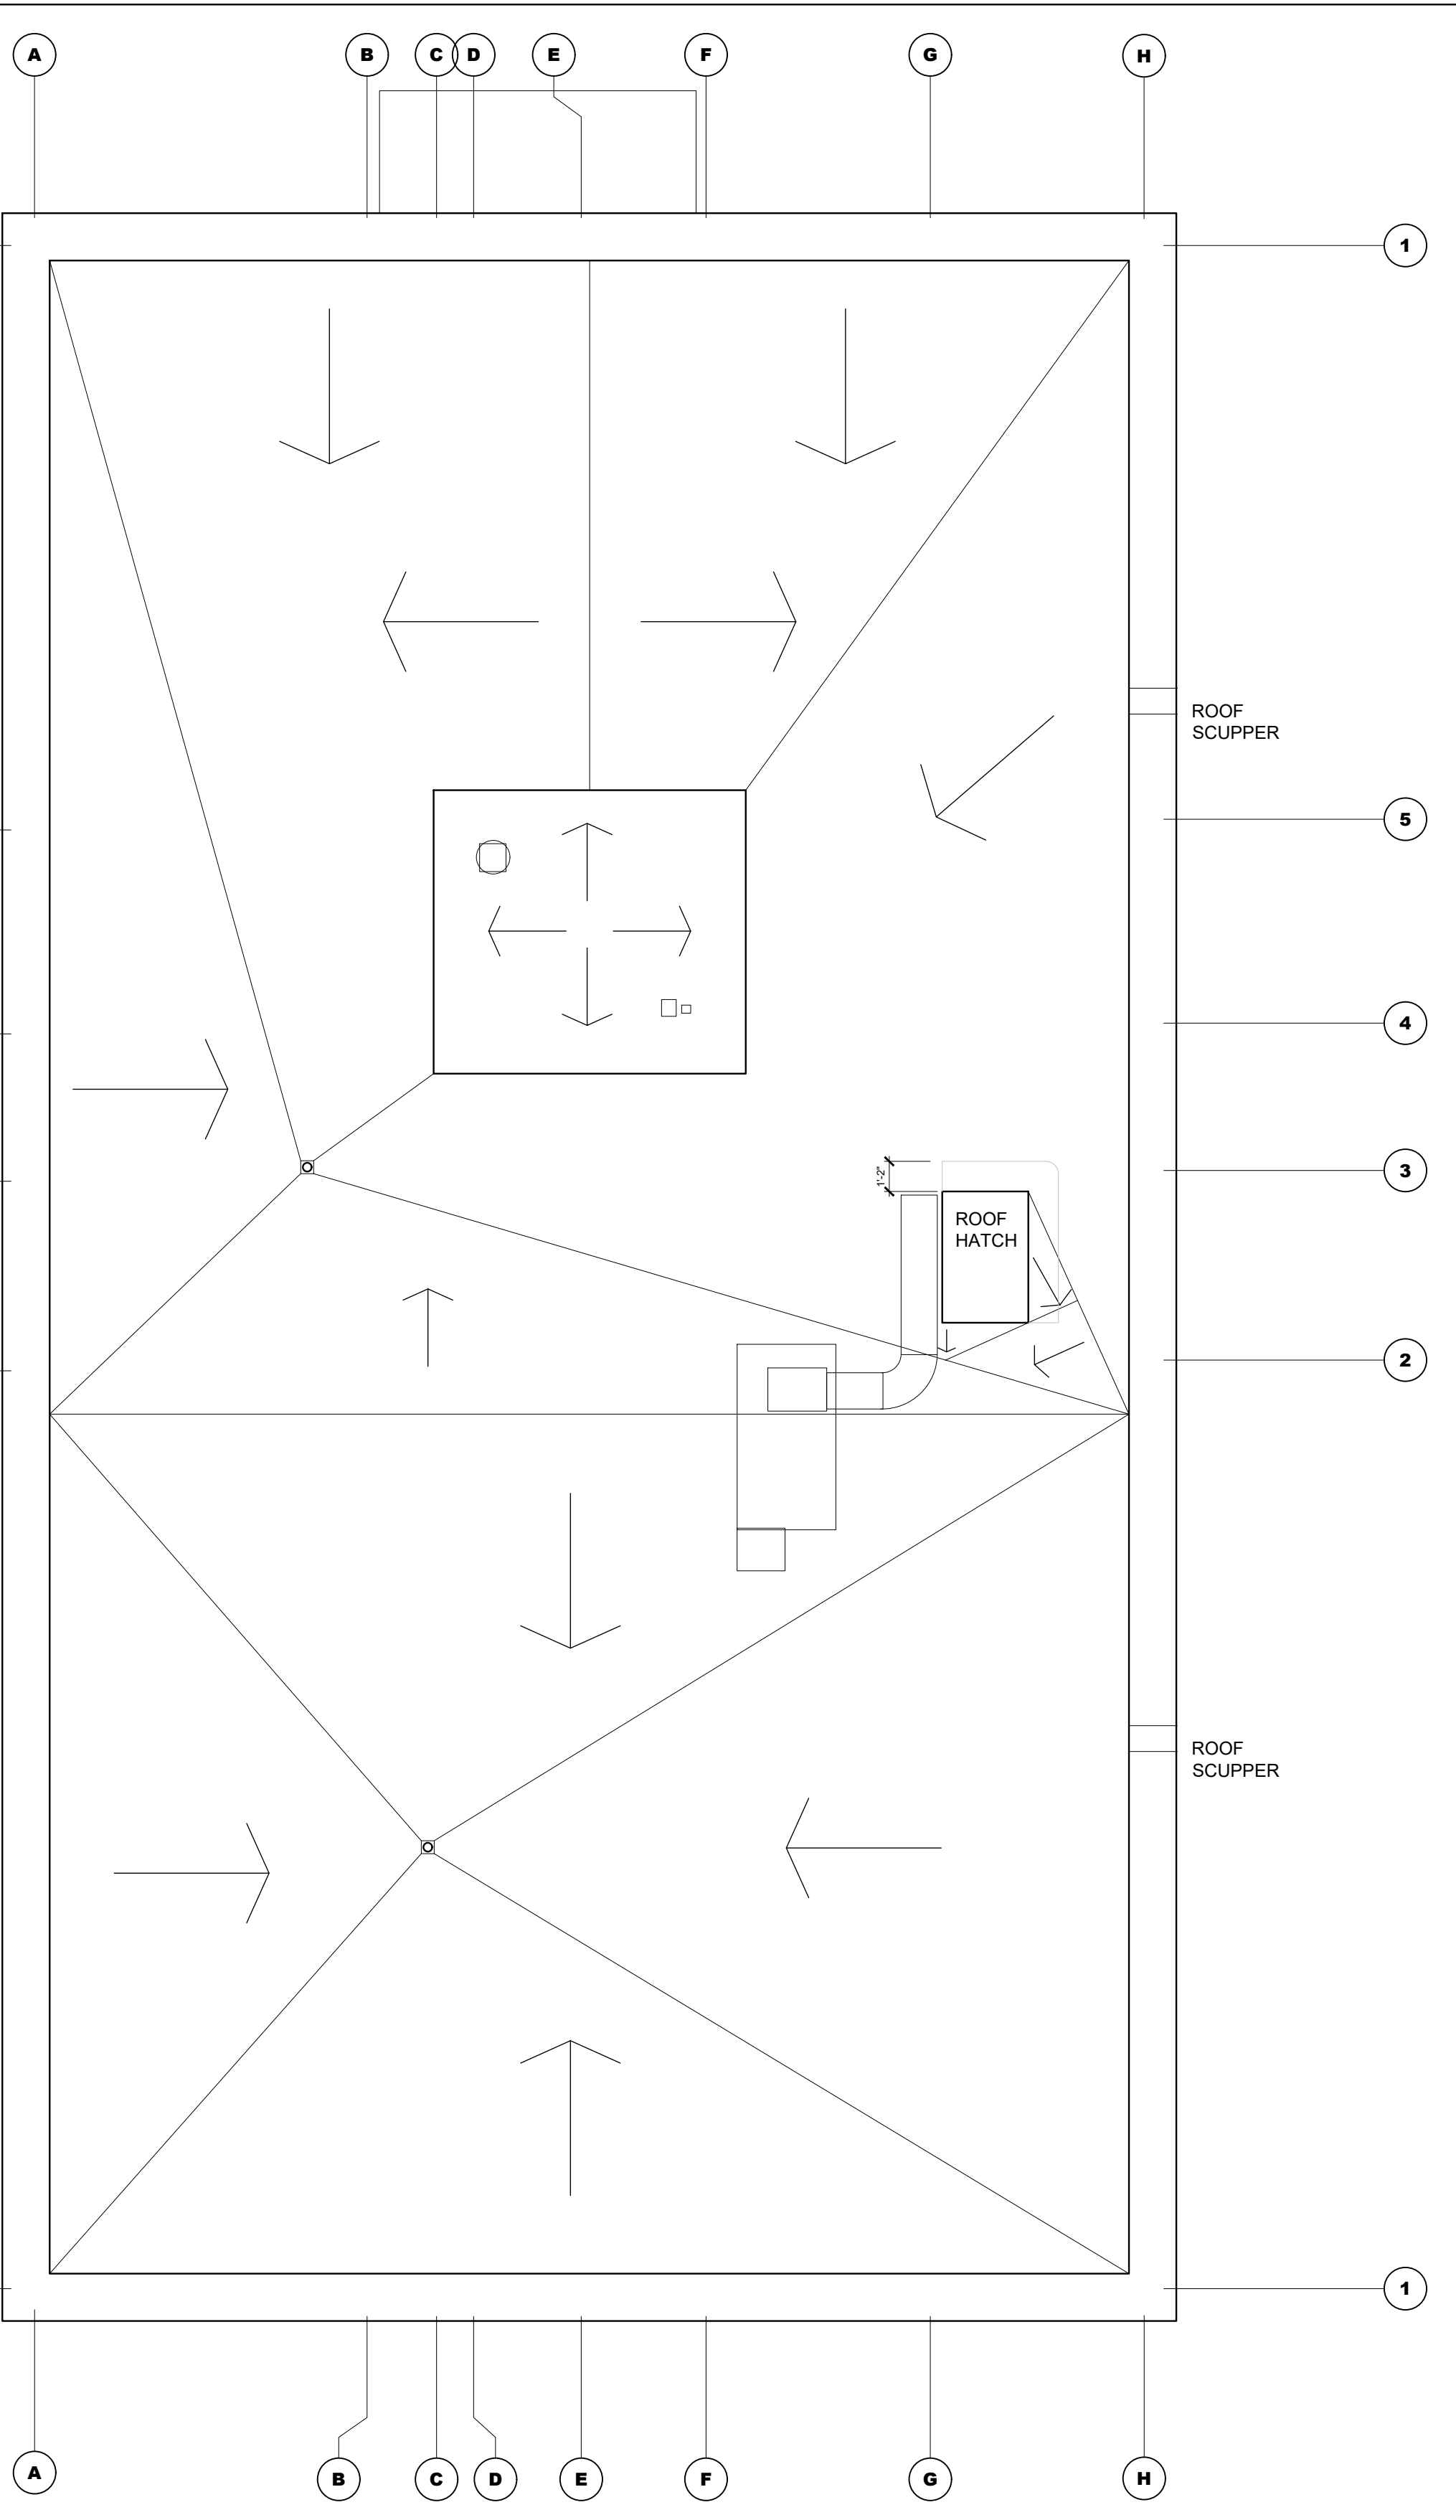 A B C D E F G H
1
ROOF
SCUPPER
5
4
3
1'-2"
ROOF
HATCH
2
ROOF
SCUPPER
1
A B C D E F G H